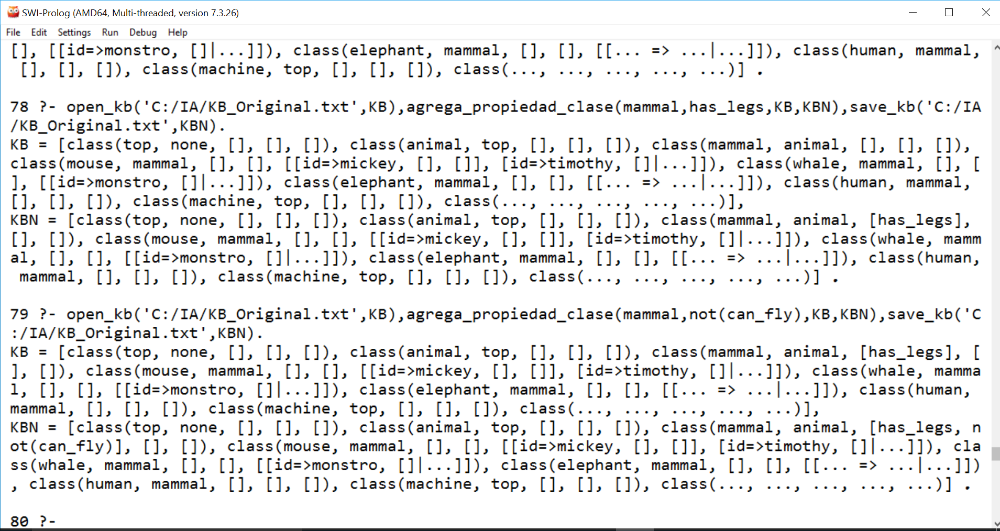 SWI-Prolog (AMD64, Multi-threaded, version 7.3.26)
File Edit Settings Run Debug Help
[], [[id=>monstro, []|...]]), class(elephant, mammal, [], [], [[... => ...|...]]), class(human, mammal,
 [], [], []), class(machine, top, [], [], []), class(..., ..., ..., ..., ...)] .
78 ?- open_kb('C:/IA/KB_Original.txt',KB),agrega_propiedad_clase(mammal,has_legs,KB,KBN),save_kb('C:/IA
/KB_Original.txt',KBN).
KB = [class(top, none, [], [], []), class(animal, top, [], [], []), class(mammal, animal, [], [], []),
class(mouse, mammal, [], [], [[id=>mickey, [], []], [id=>timothy, []|...]]), class(whale, mammal, [], [
], [[id=>monstro, []|...]]), class(elephant, mammal, [], [], [[... => ...|...]]), class(human, mammal,
[], [], []), class(machine, top, [], [], []), class(..., ..., ..., ..., ...)],
KBN = [class(top, none, [], [], []), class(animal, top, [], [], []), class(mammal, animal, [has_legs],
[], []), class(mouse, mammal, [], [], [[id=>mickey, [], []], [id=>timothy, []|...]]), class(whale, mamm
al, [], [], [[id=>monstro, []|...]]), class(elephant, mammal, [], [], [[... => ...|...]]), class(human,
 mammal, [], [], []), class(machine, top, [], [], []), class(..., ..., ..., ..., ...)] .
79 ?- open_kb('C:/IA/KB_Original.txt',KB),agrega_propiedad_clase(mammal,not(can_fly),KB,KBN),save_kb('C
:/IA/KB_Original.txt',KBN).
KB = [class(top, none, [], [], []), class(animal, top, [], [], []), class(mammal, animal, [has_legs], [
], []), class(mouse, mammal, [], [], [[id=>mickey, [], []], [id=>timothy, []|...]]), class(whale, mamma
l, [], [], [[id=>monstro, []|...]]), class(elephant, mammal, [], [], [[... => ...|...]]), class(human,
mammal, [], [], []), class(machine, top, [], [], []), class(..., ..., ..., ..., ...)],
KBN = [class(top, none, [], [], []), class(animal, top, [], [], []), class(mammal, animal, [has_legs, n
ot(can_fly)], [], []), class(mouse, mammal, [], [], [[id=>mickey, [], []], [id=>timothy, []|...]]), cla
ss(whale, mammal, [], [], [[id=>monstro, []|...]]), class(elephant, mammal, [], [], [[... => ...|...]])
, class(human, mammal, [], [], []), class(machine, top, [], [], []), class(..., ..., ..., ..., ...)] .
80 ?-